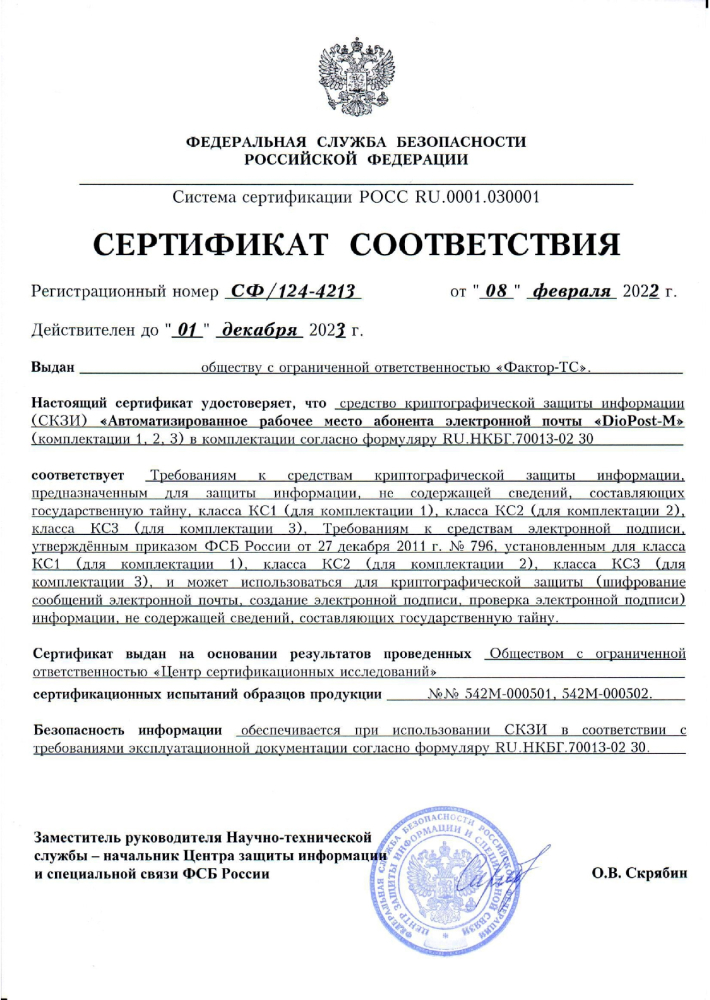 ФЕДЕРАЛЬНАЯ СЛУЖБА БЕЗОПАСНОСТИ
РОССИЙСКОЙ ФЕДЕРАЦИИ
Система сертификации РОСС RU.0001.030001
СЕРТИФИКАТ СООТВЕТСТВИЯ
Регистрационный номер СФ/124-4213 от "08" февраля 2022 г.
Действителен до "01" декабря 2023 г.
Выдан обществу с ограниченной ответственностью «Фактор-ТС».
Настоящий сертификат удостоверяет, что средство криптографической защиты информации
(СКЗИ) «Автоматизированное рабочее место абонента электронной почты «DioPost-M»
(комплектации 1, 2, 3) в комплектации согласно формуляру RU.НКБГ.70013-02 30
соответствует Требованиям к средствам криптографической защиты информации,
предназначенным для защиты информации, не содержащей сведений, составляющих
государственную тайну, класса КС1 (для комплектации 1), класса КС2 (для комплектации 2),
класса КС3 (для комплектации 3), Требованиям к средствам электронной подписи,
утверждённым приказом ФСБ России от 27 декабря 2011 г. № 796, установленным для класса
КС1 (для комплектации 1), класса КС2 (для комплектации 2), класса КС3 (для
комплектации 3), и может использоваться для криптографической защиты (шифрование
сообщений электронной почты, создание электронной подписи, проверка электронной подписи)
информации, не содержащей сведений, составляющих государственную тайну.
Сертификат выдан на основании результатов проведенных Обществом с ограниченной
ответственностью «Центр сертификационных исследований»
сертификационных испытаний образцов продукции №№ 542М-000501, 542М-000502.
Безопасность информации обеспечивается при использовании СКЗИ в соответствии с
требованиями эксплуатационной документации согласно формуляру RU.НКБГ.70013-02 30.
Заместитель руководителя Научно-технической
службы – начальник Центра защиты информации
и специальной связи ФСБ России О.В. Скрябин
ФЕДЕРАЛЬНАЯ СЛУЖБА БЕЗОПАСНОСТИ РОССИЙСКОЙ ФЕДЕРАЦИИ
ЦЕНТР ЗАЩИТЫ ИНФОРМАЦИИ И СПЕЦИАЛЬНОЙ СВЯЗИ